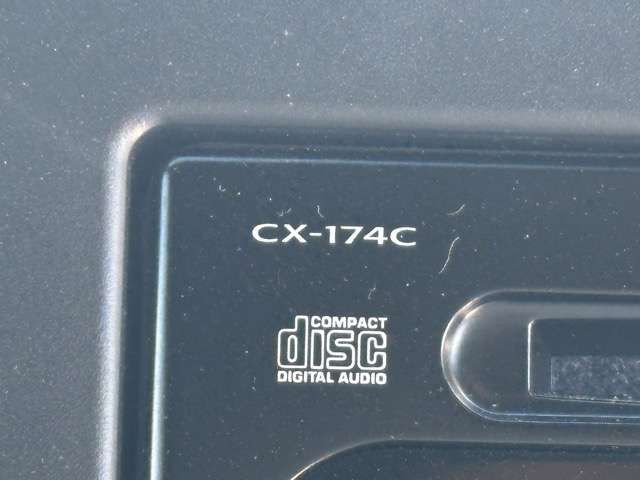 CX-174C
COMPACT
disc
DIGITAL AUDIO